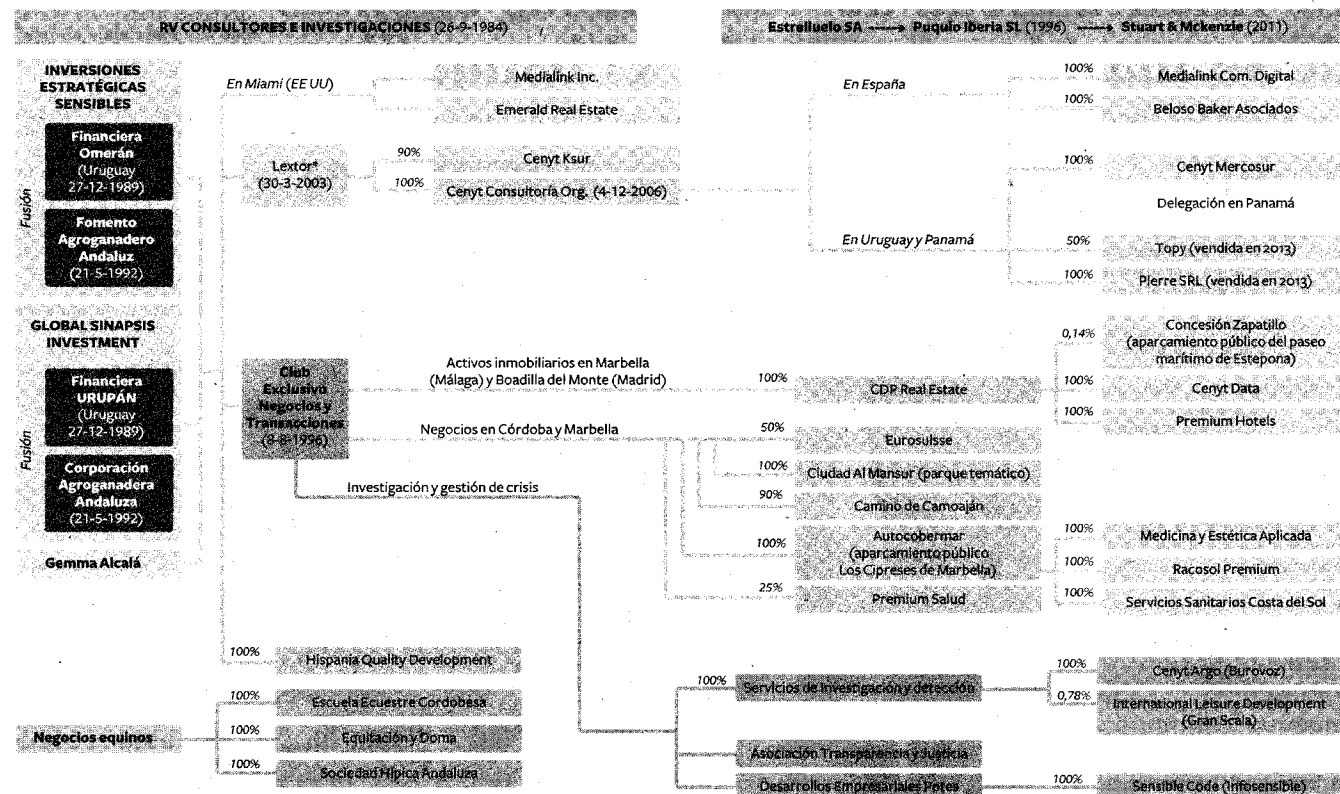 RV CONSULTORES E INVESTIGACIONES (26-9-1984)
Estrelluelo SA → Puquio Iberia SL (1996) → Stuart & Mckenzie (2011)
INVERSIONES
ESTRATÉGICAS
SENSIBLES
Fusión
Financiera
Omerán
(Uruguay
27-12-1989)
Fomento
Agroganadero
Andaluz
(21-5-1992)
GLOBAL SINAPSIS
INVESTMENT
Fusión
Financiera
URUPÁN
(Uruguay
27-12-1989)
Corporación
Agroganadera
Andaluza
(21-5-1992)
Gemma Alcalá
En Miami (EE UU)
Medialink Inc.
Emerald Real Estate
Lextor*
(30-3-2003)
90%
Cenyt Ksur
100%
Cenyt Consultoría Org. (4-12-2006)
En España
100%
Medialink Com. Digital
100%
Beloso Baker Asociados
En Uruguay y Panamá
100%
Cenyt Mercosur
Delegación en Panamá
50%
Topy (vendida en 2013)
100%
Pierre SRL (vendida en 2013)
Club
Exclusivo
Negocios y
Transacciones
(8-8-1996)
Activos inmobiliarios en Marbella
(Málaga) y Boadilla del Monte (Madrid)
100%
CDP Real Estate
0,14%
Concesión Zapatillo
(aparcamiento público del paseo
marítimo de Estepona)
100%
Cenyt Data
100%
Premium Hotels
Negocios en Córdoba y Marbella
50%
Eurosuisse
100%
Ciudad Al Mansur (parque temático)
90%
Camino de Camoaján
100%
Autocobermar
(aparcamiento público
Los Cipreses de Marbella)
25%
Premium Salud
100%
Medicina y Estética Aplicada
100%
Racosol Premium
100%
Servicios Sanitarios Costa del Sol
Investigación y gestión de crisis
100%
Servicios de investigación y detección
100%
Cenyt Argo (Burovoz)
0,78%
International Leisure Development
(Gran Scala)
Asociación Transparencia y Justicia
Desarrollos Empresariales Potes
100%
Sensible Code (Infosensible)
100%
Hispania Quality Development
Negocios equinos
100%
Escuela Ecuestre Cordobesa
100%
Equitación y Doma
100%
Sociedad Hípica Andaluza